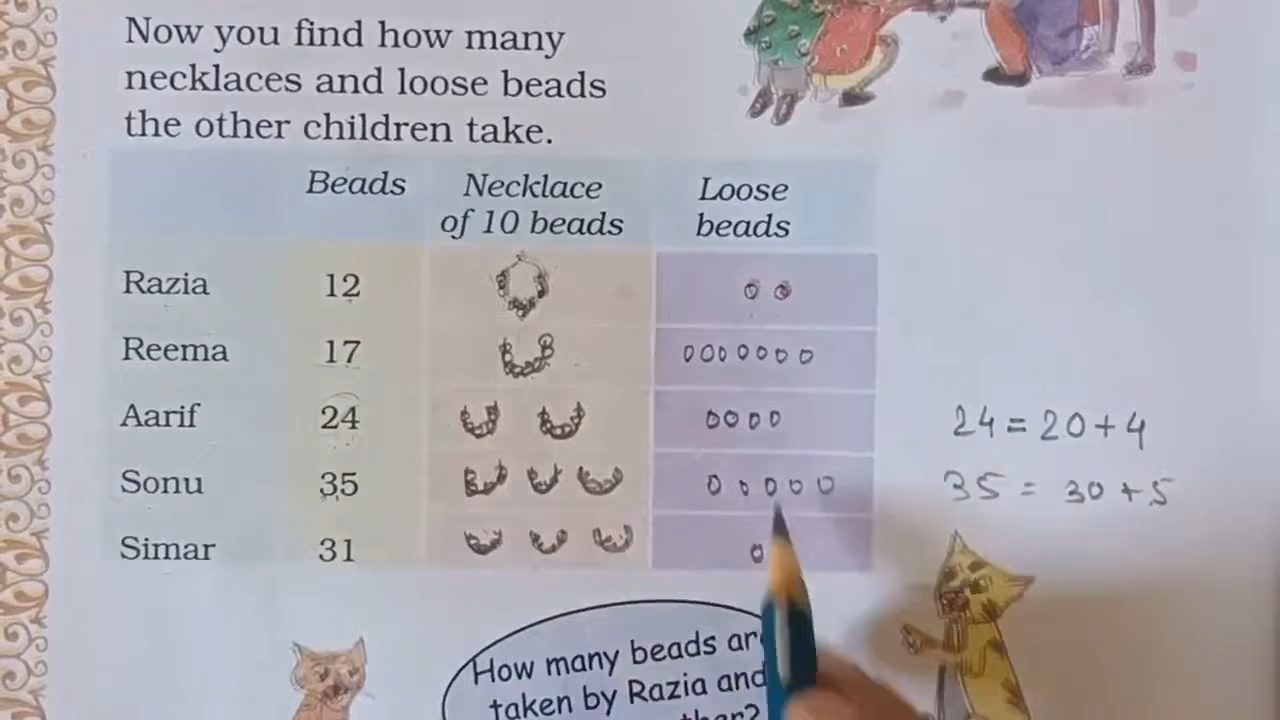 Now you find how many
necklaces and loose beads
the other children take.
Beads Necklace of 10 beads Loose beads
Razia 12
Reema 17
Aarif 24
24 = 20 + 4
Sonu 35
35 = 30 + 5
Simar 31
How many beads are
taken by Razia and